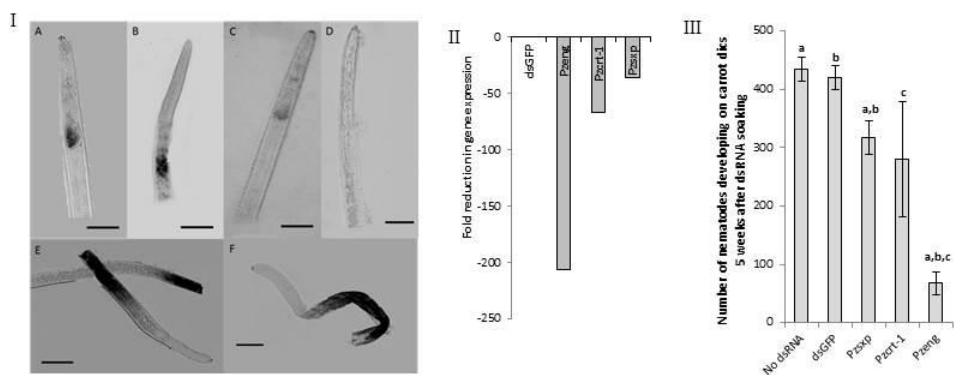 I
A
B
C
D
E
F
II
Fold reduction in gene expression
0
-50
-100
-150
-200
-250
dsGFP
Pzeng
Pzcrt-1
Pzsxp
III
Number of nematodes developing on carrot dics
5 weeks after dsRNA soaking
500
400
300
200
100
0
a
b
a,b
c
a,b,c
No dsRNA
dsGFP
Pzsxp
Pzcrt-1
Pzeng